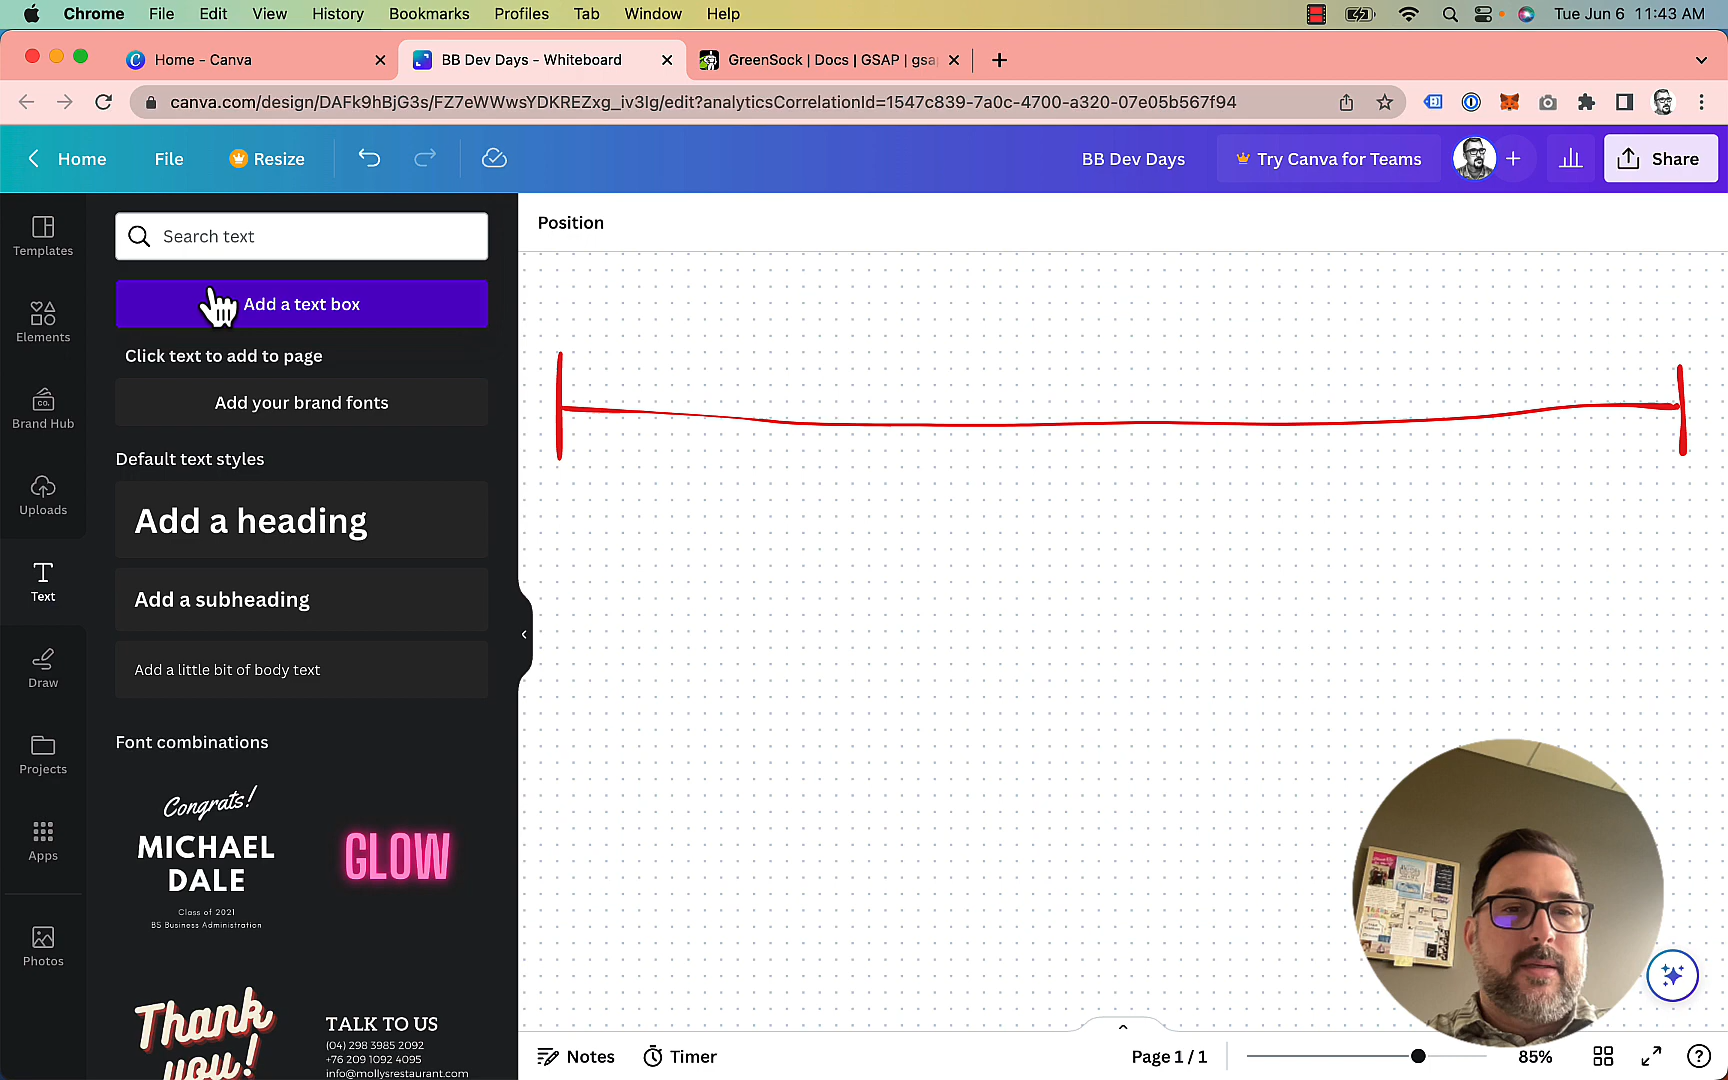 Chrome File Edit View History Bookmarks Profiles Tab Window Help Tue Jun 6 11:43 AM
Home - Canva BB Dev Days - Whiteboard GreenSock | Docs | GSAP | gsa
canva.com/design/DAFk9hBjG3s/FZ7eWWwsYDKREZxg_iv3Ig/edit?analyticsCorrelationId=1547c839-7a0c-4700-a320-07e05b567f94
Home File Resize BB Dev Days Try Canva for Teams Share
Templates
Elements
Brand Hub
CO.
Uploads
Text
Draw
Projects
Apps
Photos
Search text
Add a text box
Click text to add to page
Add your brand fonts
Default text styles
Add a heading
Add a subheading
Add a little bit of body text
Font combinations
Congrats!
MICHAEL
DALE
Class of 2021
BS Business Administration
GLOW
Thank
you!
TALK TO US
(04) 298 3985 2092
+76 209 1092 4095
info@mollysrestaurant.com
Position
Notes Timer Page 1 / 1 85%